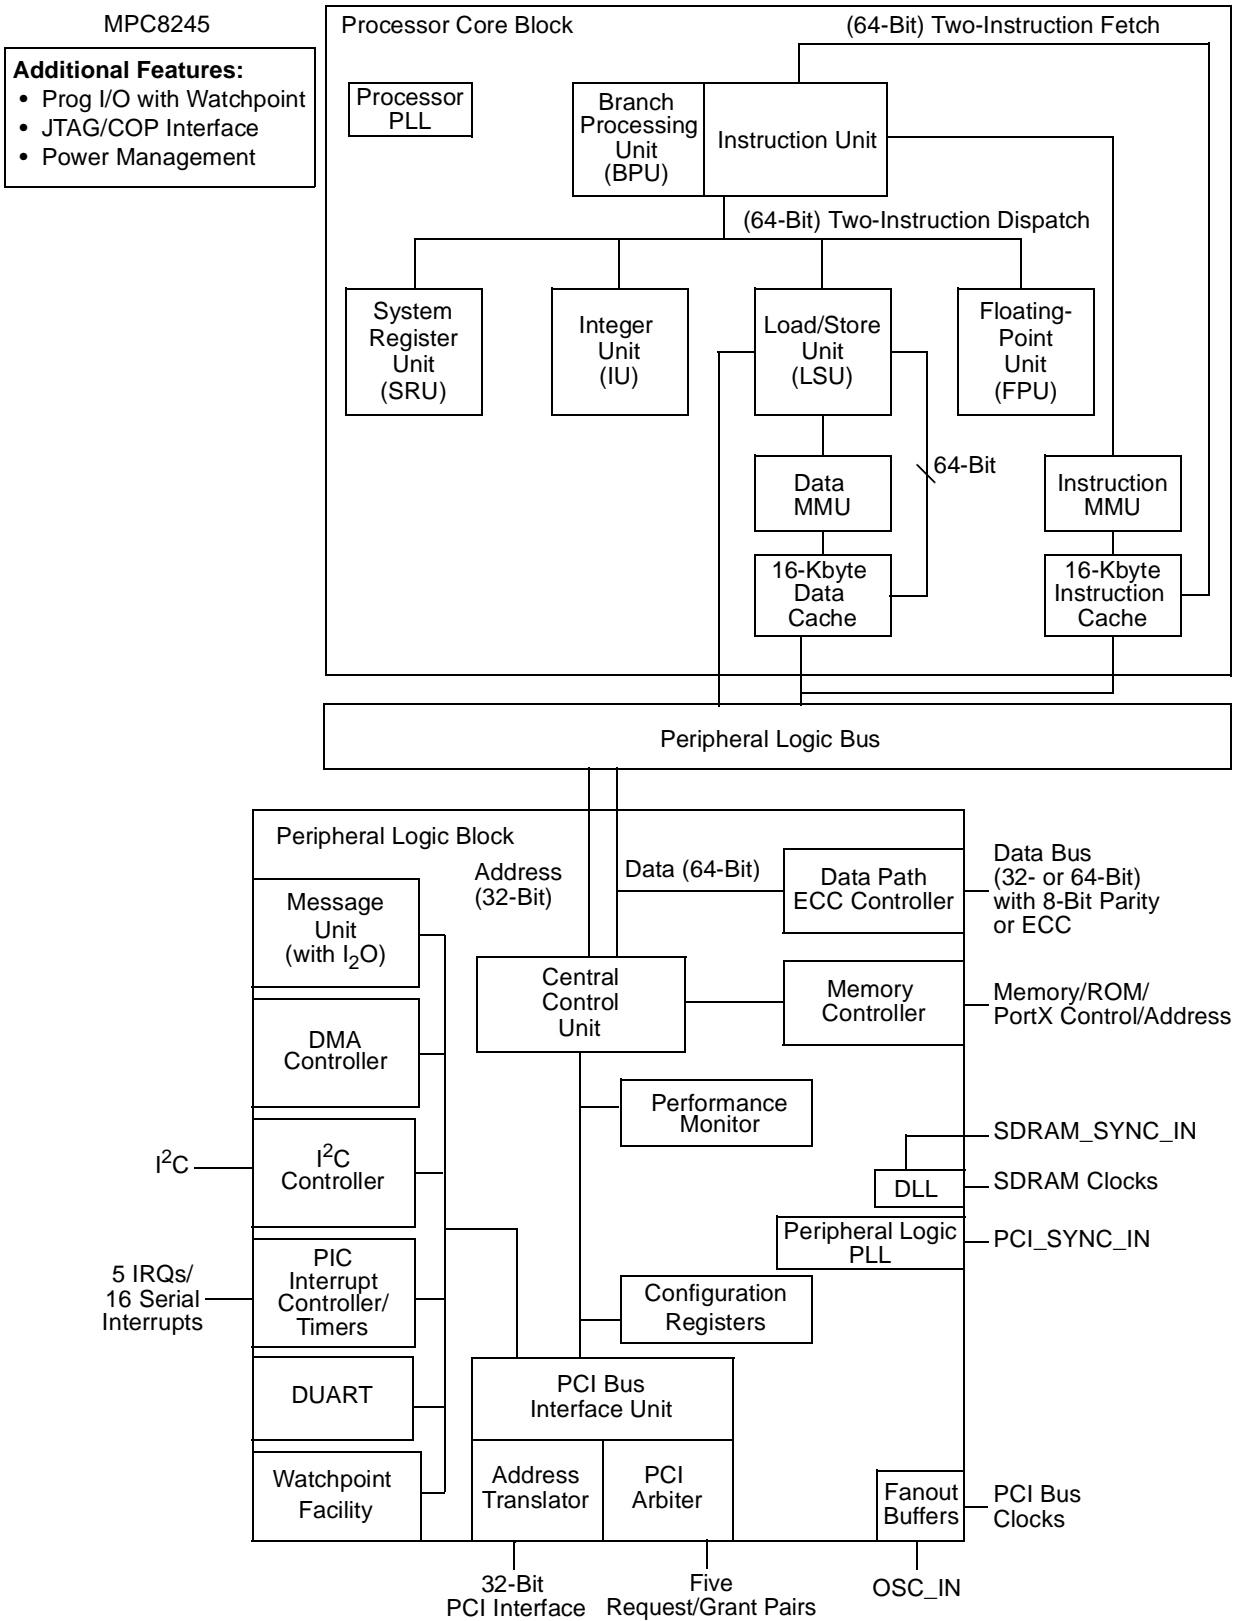 MPC8245
Additional Features:
• Prog I/O with Watchpoint
• JTAG/COP Interface
• Power Management
Processor Core Block
(64-Bit) Two-Instruction Fetch
Processor
PLL
Branch
Processing
Unit
(BPU)
Instruction Unit
(64-Bit) Two-Instruction Dispatch
System
Register
Unit
(SRU)
Integer
Unit
(IU)
Load/Store
Unit
(LSU)
Floating-
Point
Unit
(FPU)
64-Bit
Data
MMU
Instruction
MMU
16-Kbyte
Data
Cache
16-Kbyte
Instruction
Cache
Peripheral Logic Bus
Peripheral Logic Block
Address
(32-Bit)
Data (64-Bit)
Data Path
ECC Controller
Data Bus
(32- or 64-Bit)
with 8-Bit Parity
or ECC
Message
Unit
(with I2O)
Central
Control
Unit
Memory
Controller
Memory/ROM/
PortX Control/Address
DMA
Controller
Performance
Monitor
I2C
I2C
Controller
SDRAM_SYNC_IN
DLL
SDRAM Clocks
Peripheral Logic
PLL
PCI_SYNC_IN
5 IRQs/
16 Serial
Interrupts
PIC
Interrupt
Controller/
Timers
Configuration
Registers
DUART
PCI Bus
Interface Unit
Watchpoint
Facility
Address
Translator
PCI
Arbiter
Fanout
Buffers
PCI Bus
Clocks
32-Bit
PCI Interface
Five
Request/Grant Pairs
OSC_IN